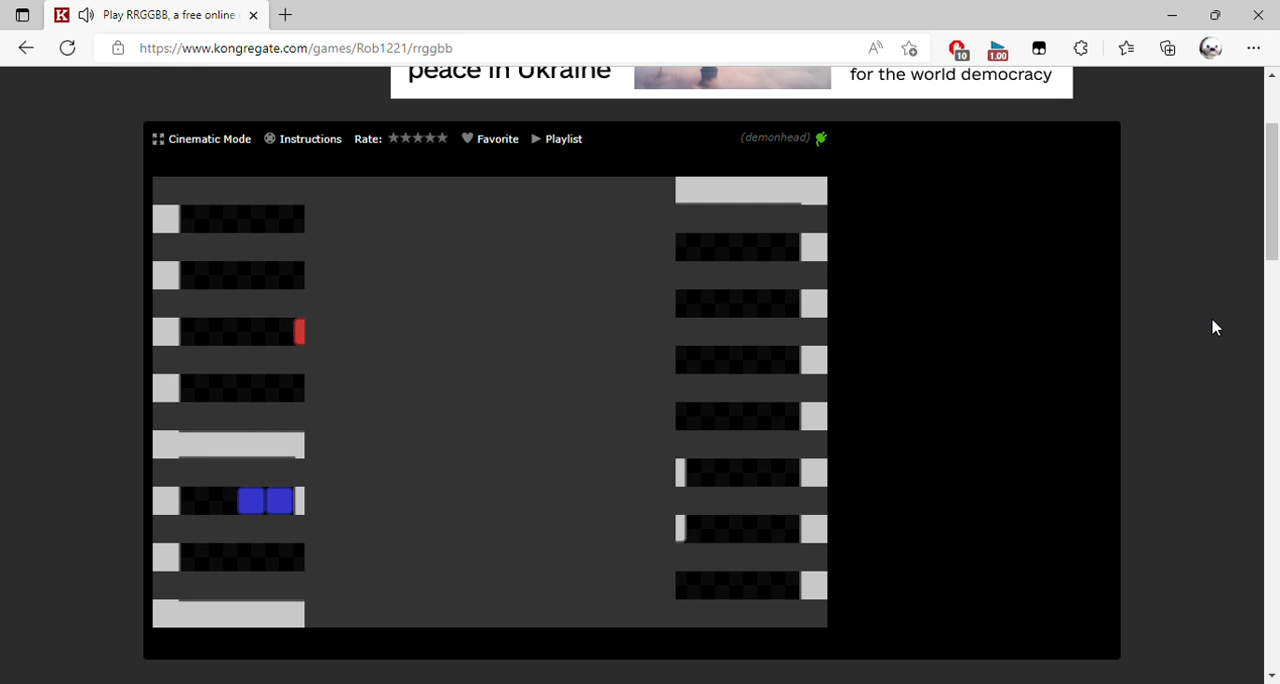 Play RRGGBB, a free online
https://www.kongregate.com/games/Rob1221/rrggbb
10
1.00
peace in Ukraine
for the world democracy
Cinematic Mode Instructions Rate: Favorite Playlist (demonhead)